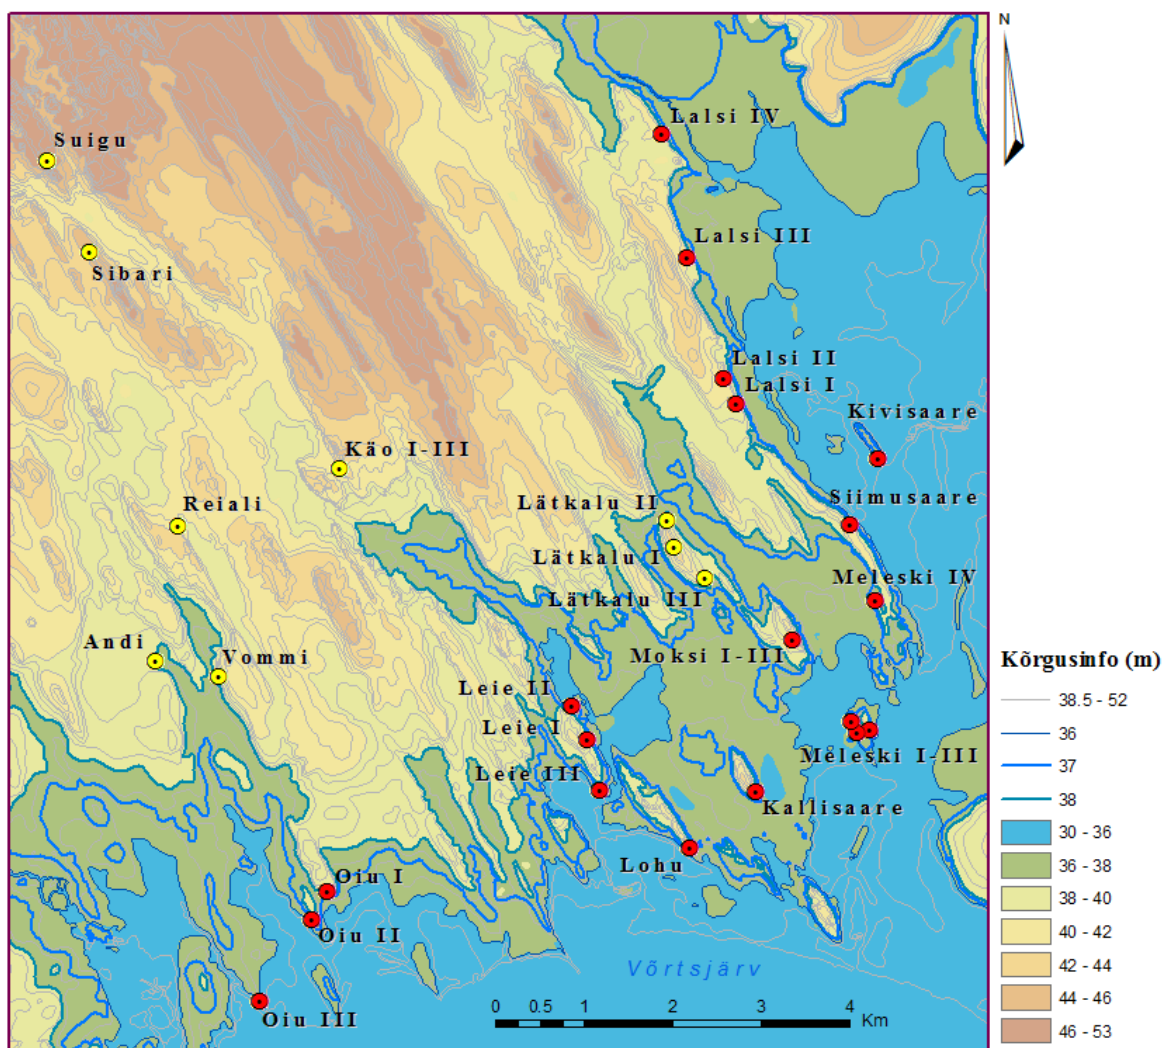 N
Lalsi IV
Suigu
Lalsi III
Sibari
Lalsi II
Lalsi I
Kivisaare
Käo I-III
Siimusaare
Reiali
Lätkalu II
Lätkalu I
Meleski IV
Lätkalu III
Andi
Vommi
Moksi I-III
Kõrgusinfo (m)
Leie II
38.5 - 52
Leie I
36
Meleski I-III
37
Leie III
38
Kallisaare
30 - 36
Lohu
36 - 38
Oiu I
38 - 40
Oiu II
40 - 42
Võrtsjärv
42 - 44
44 - 46
0 0.5 1 2 3 4
Km
Oiu III
46 - 53